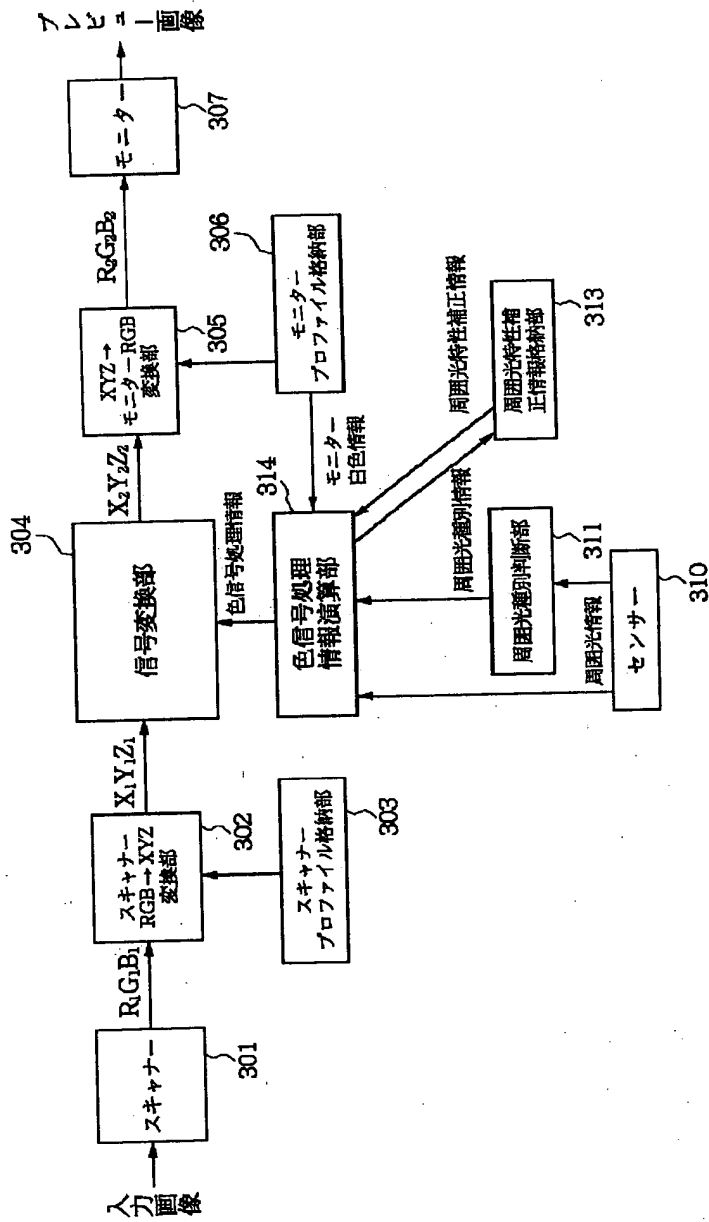 入力画像
スキャナー
301
R₁G₁B₁
スキャナー
RGB→XYZ
変換部
302
スキャナー
プロファイル格納部
303
X₁Y₁Z₁
信号変換部
304
X₂Y₂Z₂
XYZ→
モニターRGB
変換部
305
R₂G₂B₂
モニター
307
プレビュー画像
モニター
プロファイル格納部
306
モニター
白色情報
色信号処理情報
色信号処理
情報演算部
314
周囲光特性補正情報
周囲光特性補
正情報格納部
313
周囲光種別情報
周囲光種別判断部
311
周囲光情報
センサー
310